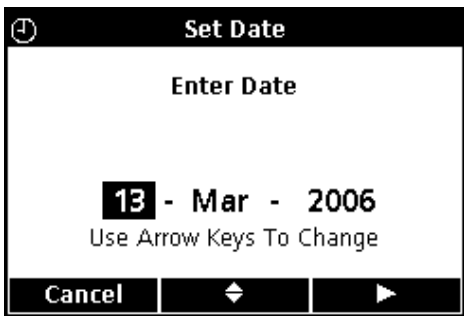 Set Date
Enter Date
13 - Mar - 2006
Use Arrow Keys To Change
Cancel